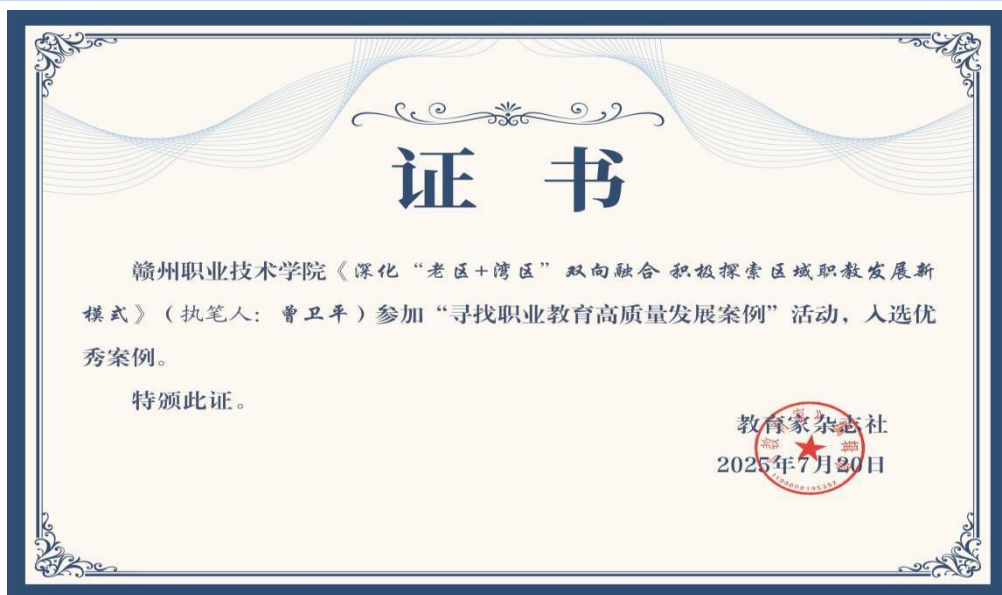 证 书
赣州职业技术学院《深化“老区+湾区”双向融合 积极探索区域职教发展新
模式》(执笔人：曾卫平)参加“寻找职业教育高质量发展案例”活动，入选优
秀案例。
特颁此证。
教育家杂志社
2025年7月20日